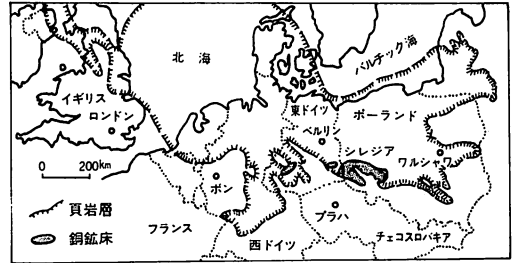 北海
バルチック海
イギリス
ロンドン
東ドイツ
ベルリン
ポーランド
シレジア
ワルシャワ
0 200km
ボン
プラハ
フランス
西ドイツ
チェコスロバキア
頁岩層
銅鉱床